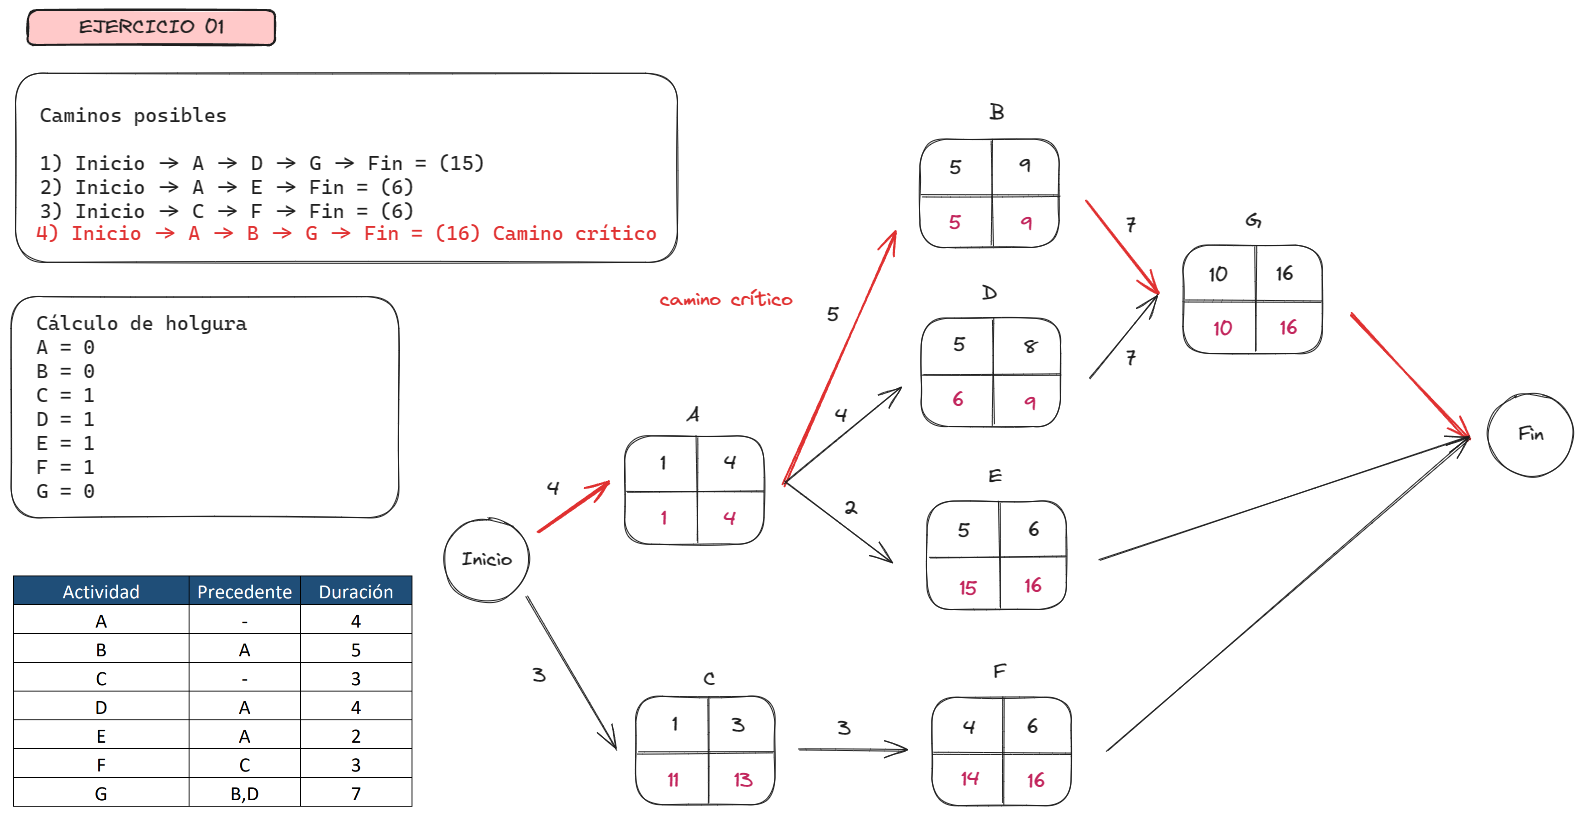 EJERCICIO 01
Caminos posibles
1) Inicio → A → D → G → Fin = (15)
2) Inicio → A → E → Fin = (6)
3) Inicio → C → F → Fin = (6)
4) Inicio → A → B → G → Fin = (16) Camino crítico
Cálculo de holgura
A = 0
B = 0
C = 1
D = 1
E = 1
F = 1
G = 0
Actividad Precedente Duración
A - 4
B A 5
C - 3
D A 4
E A 2
F C 3
G B,D 7
Inicio
4
3
A
1 4
1 4
camino crítico
5
4
2
B
5 9
5 9
D
5 8
6 9
E
5 6
15 16
C
1 3
11 13
3
F
4 6
14 16
7
7
G
10 16
10 16
Fin